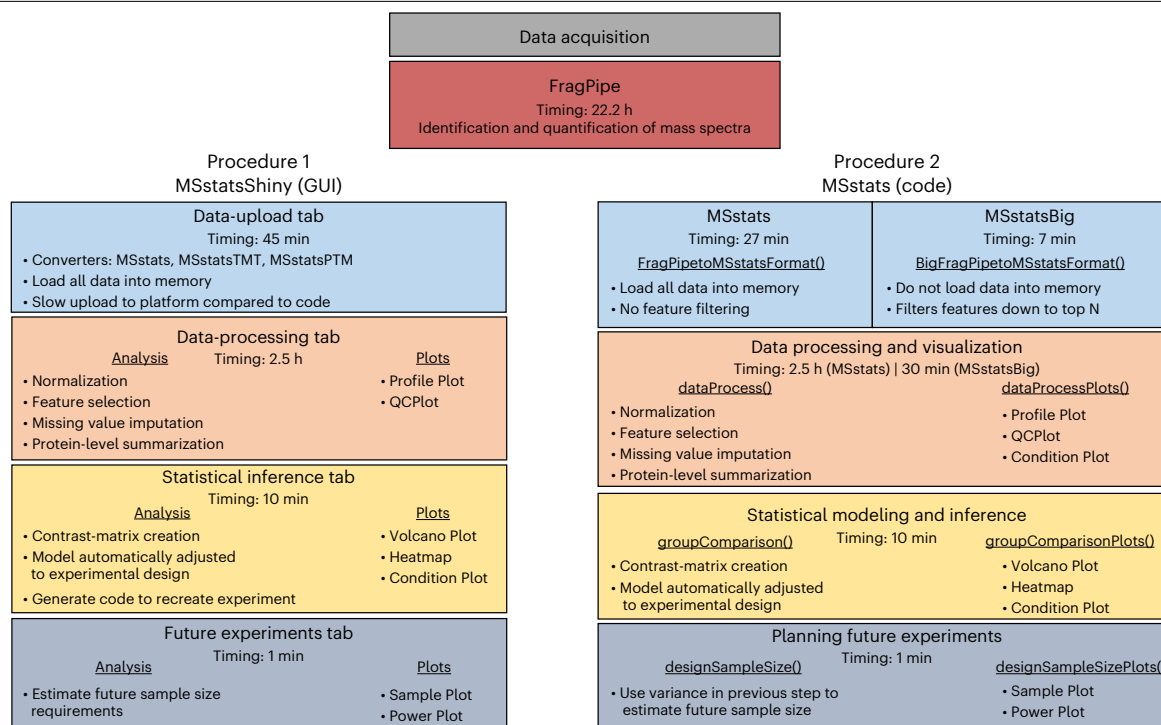 Data acquisition
FragPipe
Timing: 22.2 h
Identification and quantification of mass spectra
Procedure 1
MSstatsShiny (GUI)
Data-upload tab
Timing: 45 min
• Converters: MSstats, MSstatsTMT, MSstatsPTM
• Load all data into memory
• Slow upload to platform compared to code
Data-processing tab
Timing: 2.5 h
Analysis
• Normalization
• Feature selection
• Missing value imputation
• Protein-level summarization
Plots
• Profile Plot
• QCPlot
Statistical inference tab
Timing: 10 min
Analysis
• Contrast-matrix creation
• Model automatically adjusted
to experimental design
• Generate code to recreate experiment
Plots
• Volcano Plot
• Heatmap
• Condition Plot
Future experiments tab
Timing: 1 min
Analysis
• Estimate future sample size
requirements
Plots
• Sample Plot
• Power Plot
Procedure 2
MSstats (code)
MSstats
Timing: 27 min
FragPipetoMSstatsFormat()
• Load all data into memory
• No feature filtering
MSstatsBig
Timing: 7 min
BigFragPipetoMSstatsFormat()
• Do not load data into memory
• Filters features down to top N
Data processing and visualization
Timing: 2.5 h (MSstats) | 30 min (MSstatsBig)
dataProcess()
• Normalization
• Feature selection
• Missing value imputation
• Protein-level summarization
dataProcessPlots()
• Profile Plot
• QCPlot
• Condition Plot
Statistical modeling and inference
Timing: 10 min
groupComparison()
• Contrast-matrix creation
• Model automatically adjusted
to experimental design
groupComparisonPlots()
• Volcano Plot
• Heatmap
• Condition Plot
Planning future experiments
Timing: 1 min
designSampleSize()
• Use variance in previous step to
estimate future sample size
designSampleSizePlots()
• Sample Plot
• Power Plot